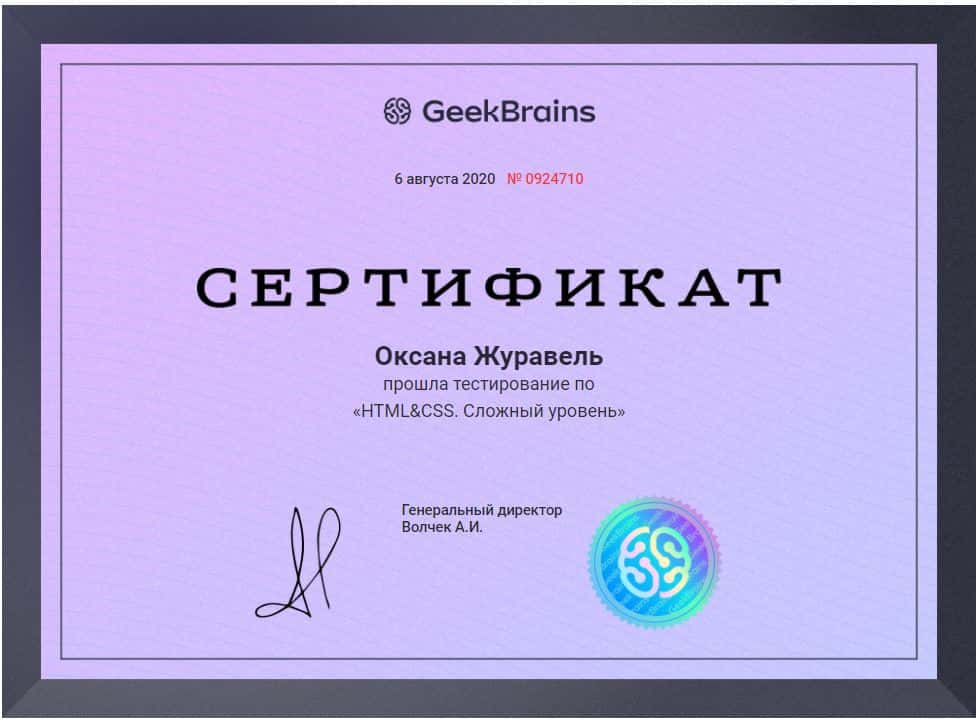 GeekBrains
6 августа 2020 № 0924710
СЕРТИФИКАТ
Оксана Журавель
прошла тестирование по
«HTML&CSS. Сложный уровень»
Генеральный директор
Волчек А.И.